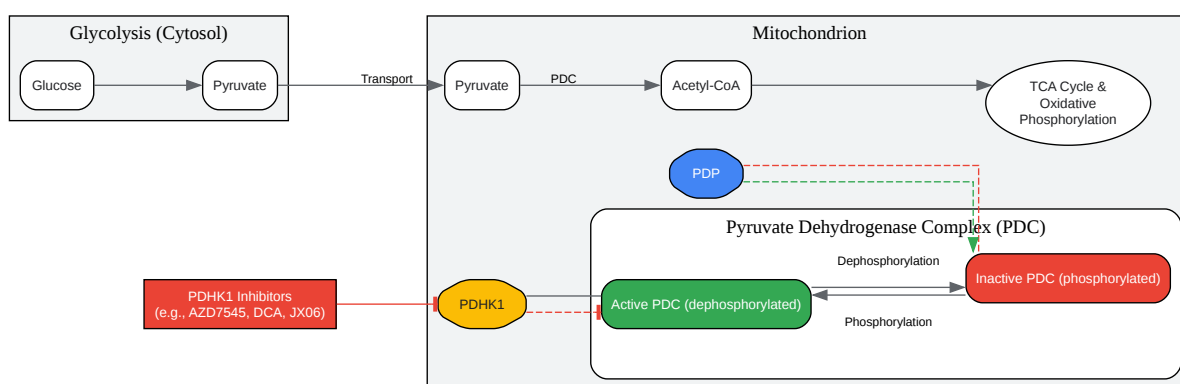 Glycolysis (Cytosol)
Mitochondrion
Glucose
Pyruvate
Transport
Pyruvate
PDC
Acetyl-CoA
TCA Cycle &
Oxidative
Phosphorylation
PDP
Pyruvate Dehydrogenase Complex (PDC)
Dephosphorylation
Inactive PDC (phosphorylated)
PDHK1 Inhibitors
(e.g., AZD7545, DCA, JX06)
PDHK1
Active PDC (dephosphorylated)
Phosphorylation